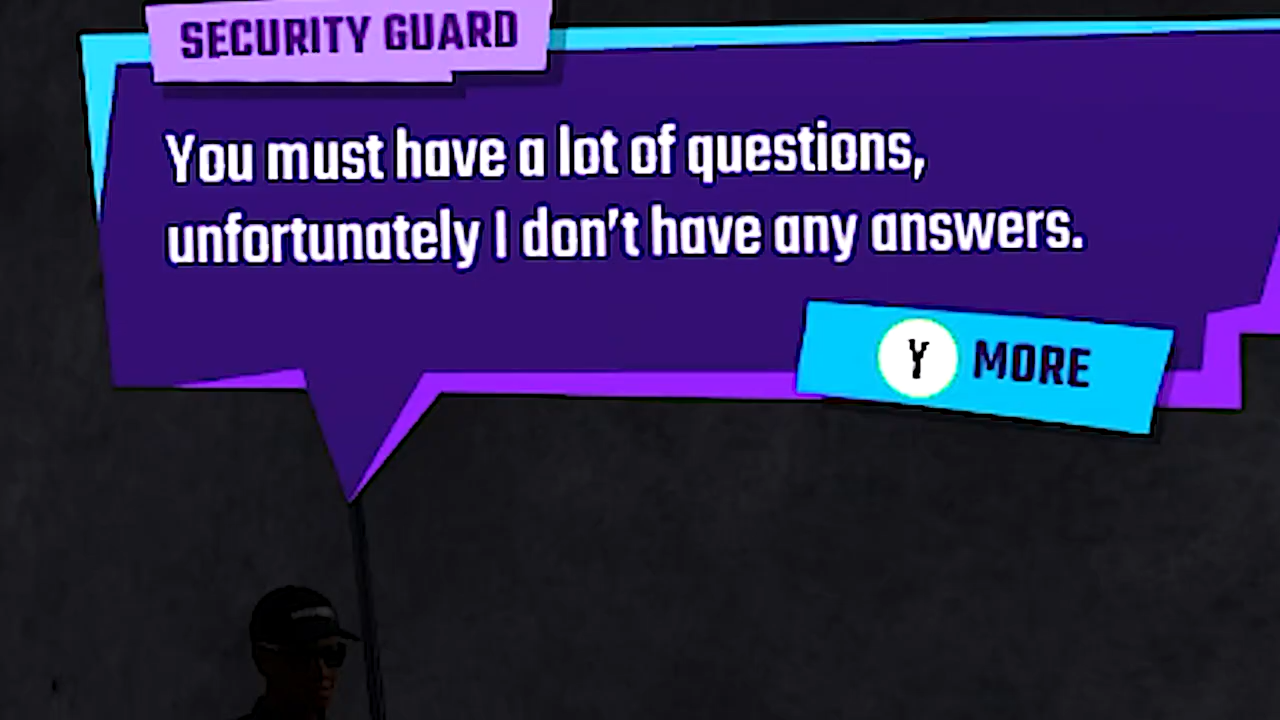 SECURITY GUARD
You must have a lot of questions,
unfortunately I don't have any answers.
Y MORE